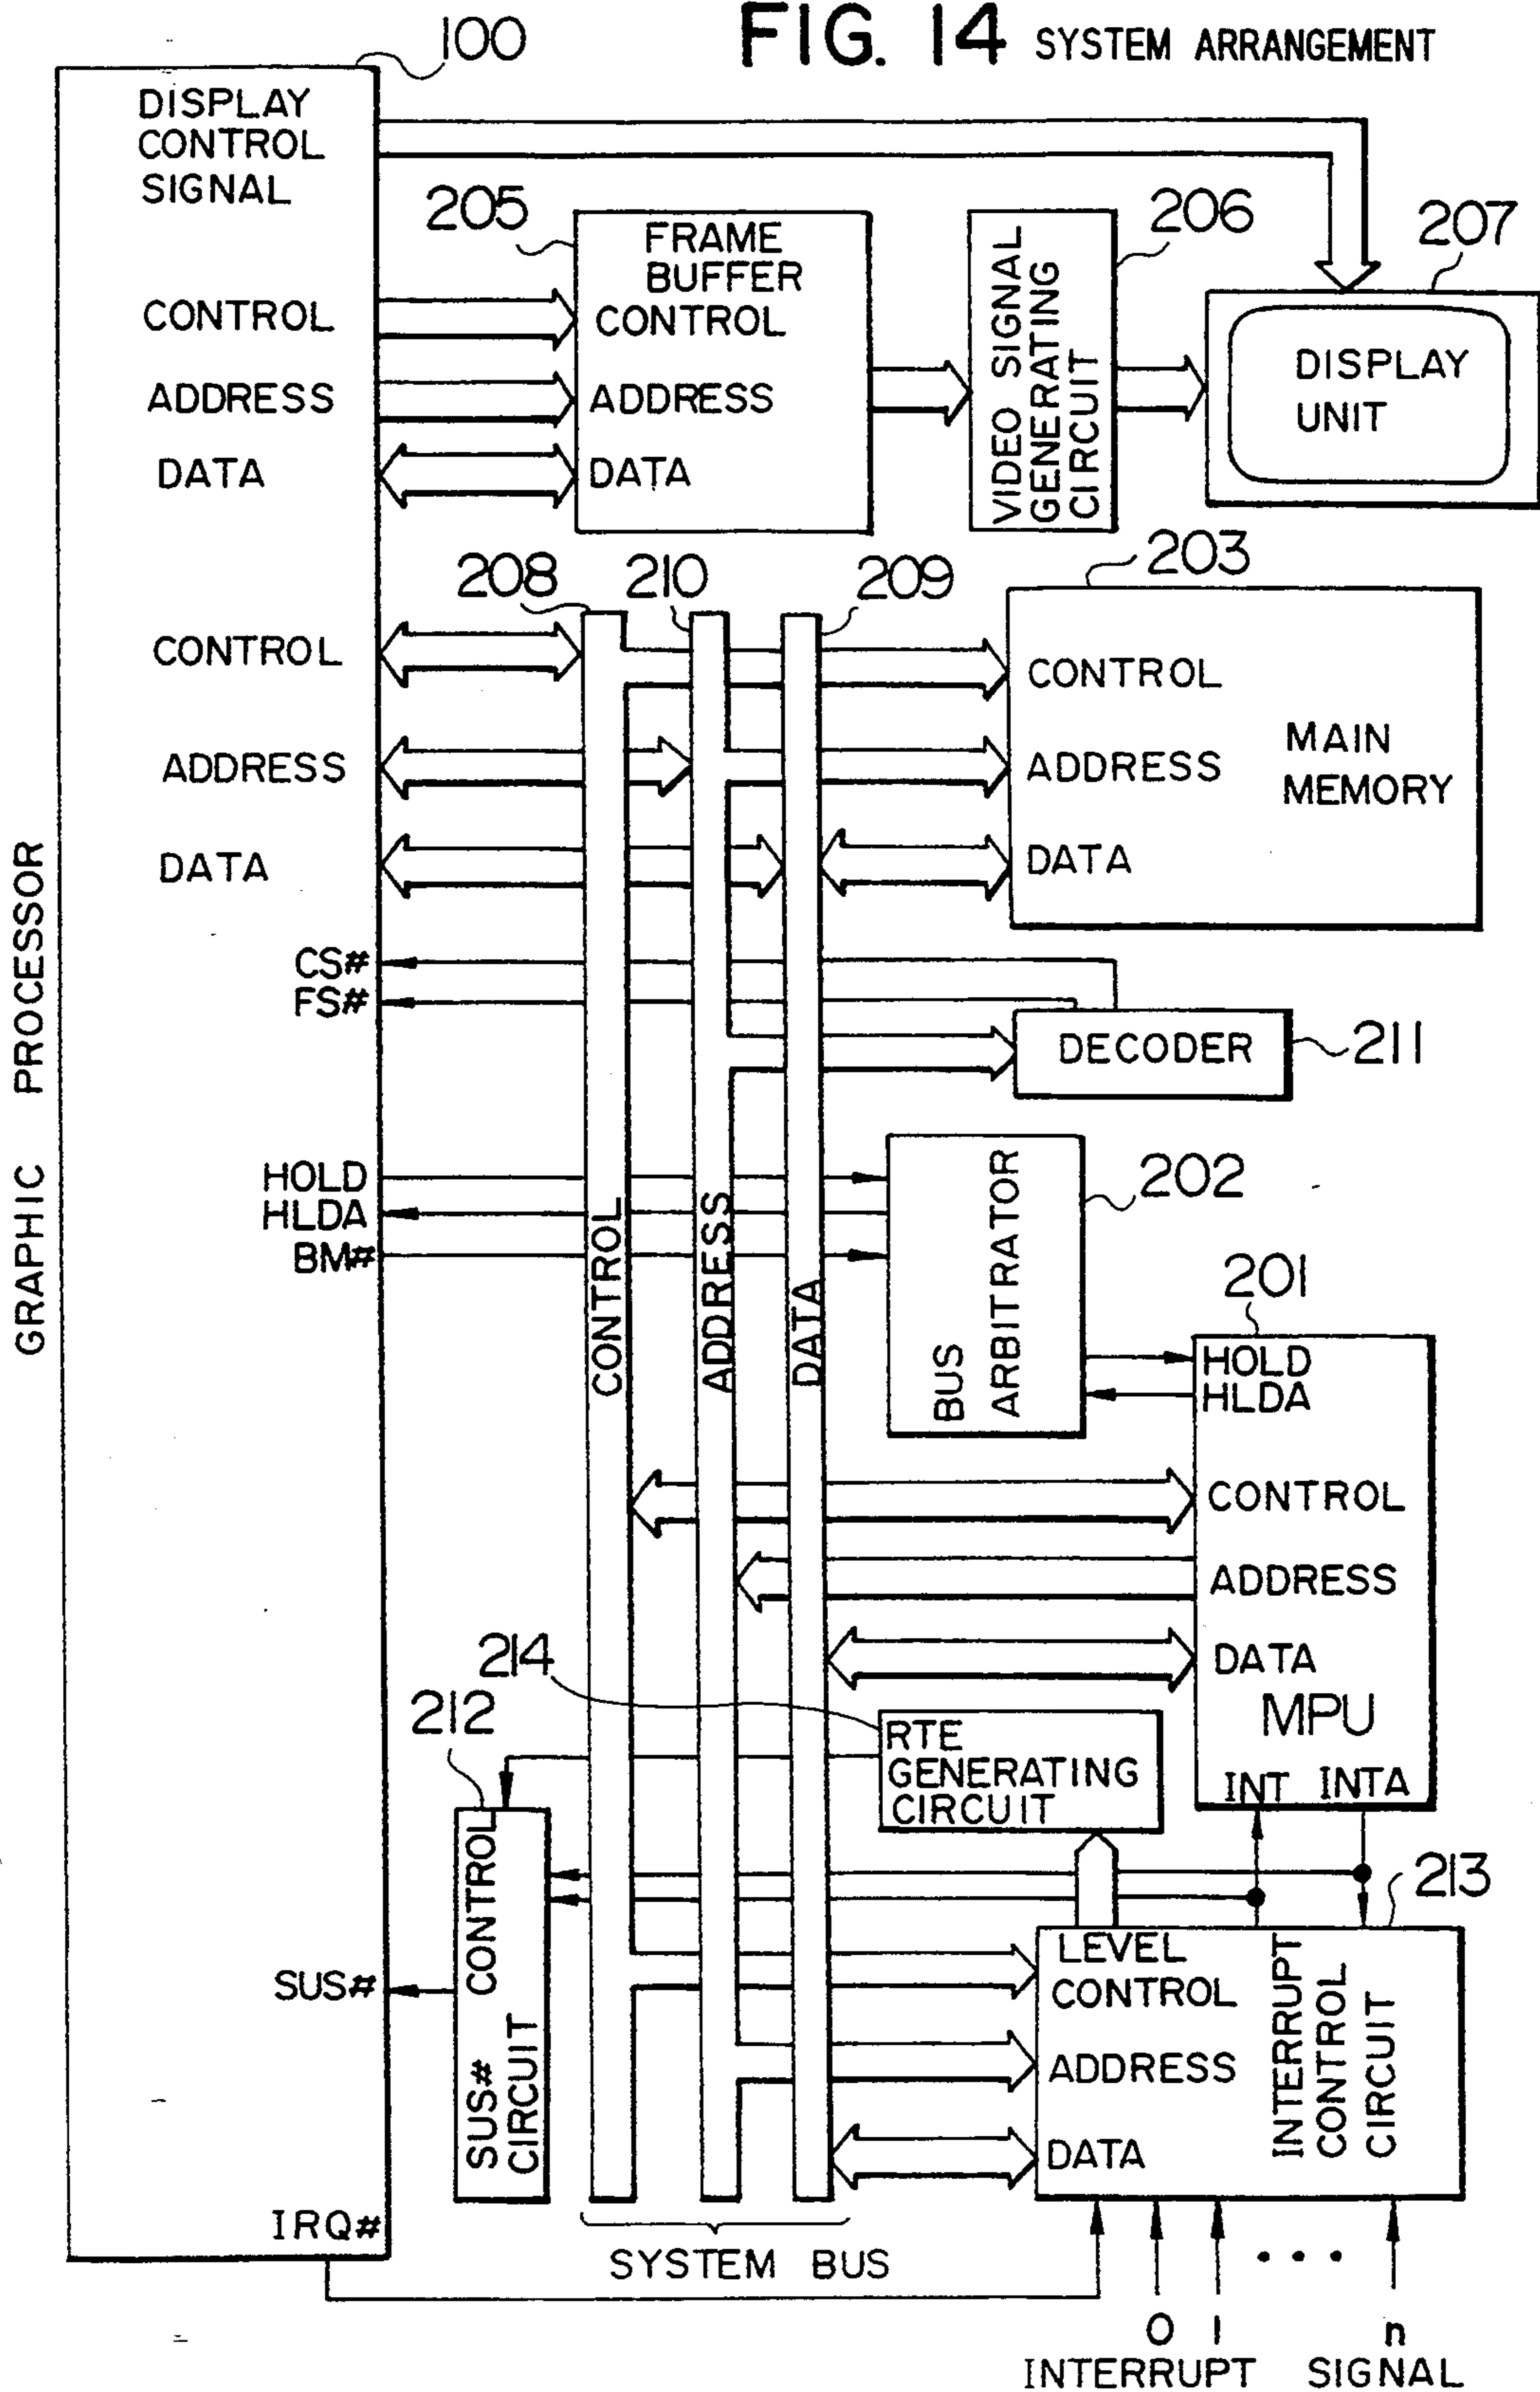 FIG. 14 SYSTEM ARRANGEMENT
100
DISPLAY
CONTROL
SIGNAL
205
FRAME
BUFFER
206
VIDEO SIGNAL
GENERATING
CIRCUIT
207
DISPLAY
UNIT
CONTROL
CONTROL
ADDRESS
ADDRESS
DATA
DATA
208
210
209
203
CONTROL
CONTROL
ADDRESS
ADDRESS
MAIN
MEMORY
DATA
DATA
GRAPHIC PROCESSOR
CS#
FS#
DECODER
211
HOLD
HLDA
BM#
CONTROL
ADDRESS
DATA
BUS
ARBITRATOR
202
201
HOLD
HLDA
CONTROL
ADDRESS
DATA
MPU
INT INTA
214
RTE
GENERATING
CIRCUIT
212
SUS# CONTROL
CIRCUIT
SUS#
213
LEVEL
CONTROL
ADDRESS
DATA
INTERRUPT
CONTROL
CIRCUIT
IRQ#
SYSTEM BUS
0 1 ... n
INTERRUPT SIGNAL